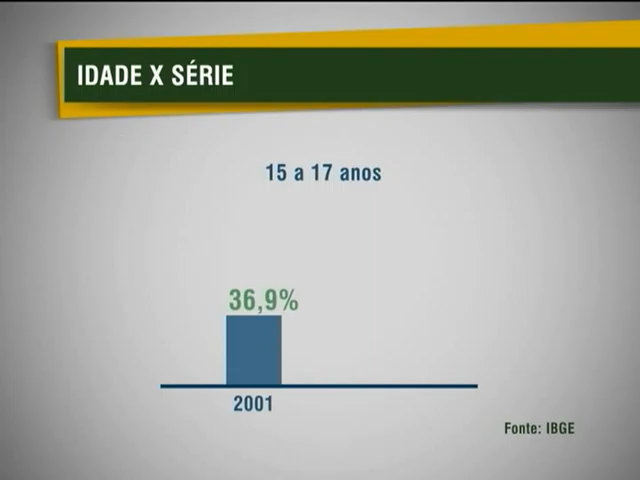 IDADE X SÉRIE
15 a 17 anos
36,9%
2001
Fonte: IBGE